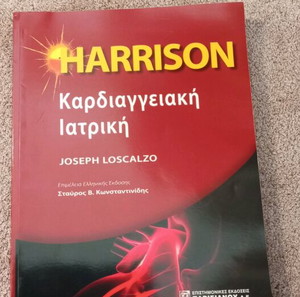 HARRISON
Καρδιαγγειακή
Ιατρική
JOSEPH LOSCALZO
Επιμέλεια Ελληνικής Έκδοσης
Σταύρος Β. Κωνσταντινίδης
ΕΠΙΣΤΗΜΟΝΙΚΕΣ ΕΚΔΟΣΕΙΣ